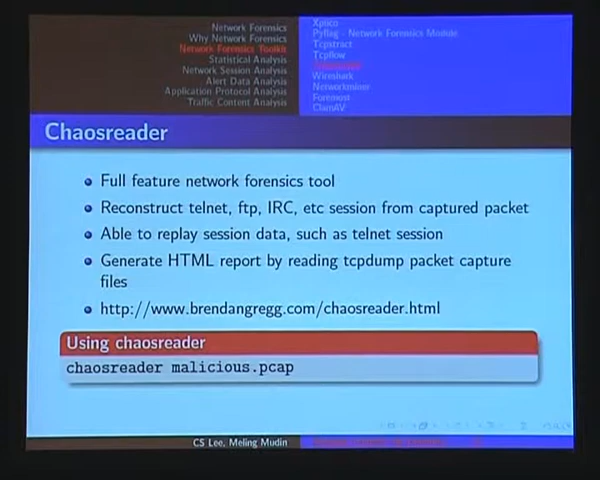 Network Forensics
Why Network Forensics
Network Forensics Toolkit
Statistical Analysis
Network Session Analysis
Alert Data Analysis
Application Protocol Analysis
Traffic Content Analysis
Xplico
Pyflag - Network Forensics Module
Tcpxtract
Tcpflow
Chaosreader
Wireshark
Networkminer
Foremost
ClamAV
Chaosreader
Full feature network forensics tool
Reconstruct telnet, ftp, IRC, etc session from captured packet
Able to replay session data, such as telnet session
Generate HTML report by reading tcpdump packet capture
files
http://www.brendangregg.com/chaosreader.html
Using chaosreader
chaosreader malicious.pcap
CS Lee, Meling Mudin